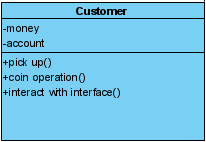 Customer
-money
-account
+pick up()
+coin operation()
+interact with interface()